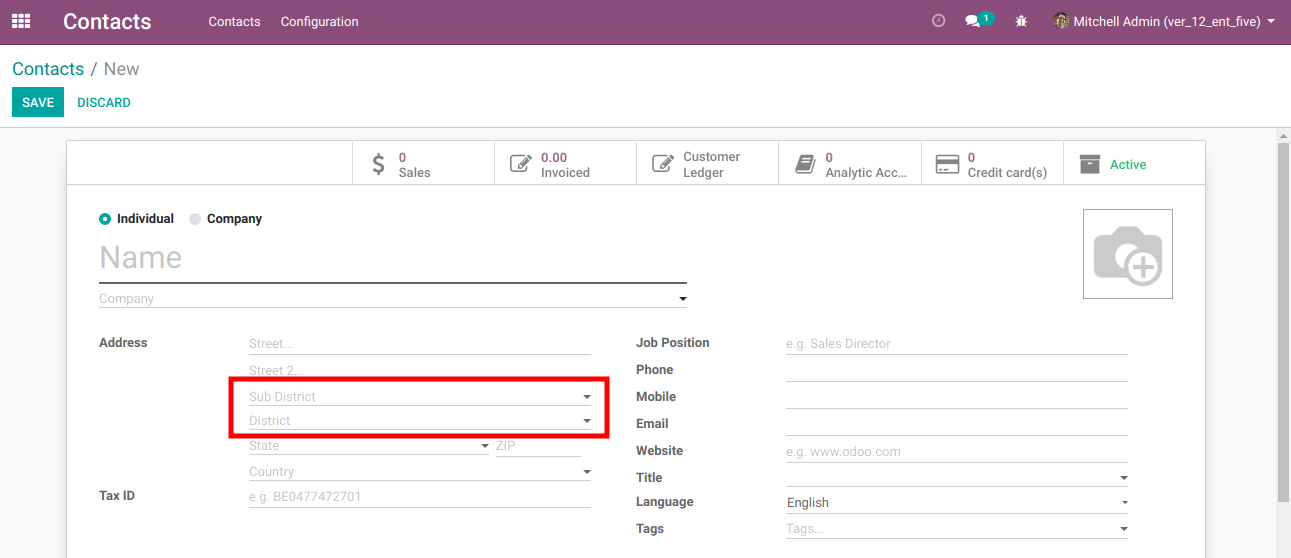 Contacts Contacts Configuration 1 Mitchell Admin (ver_12_ent_five)
Contacts / New
SAVE DISCARD
0 Sales
0.00 Invoiced
Customer Ledger
0 Analytic Acc...
0 Credit card(s)
Active
Individual Company
Name
Company
Address
Street...
Street 2...
Sub District
District
State ZIP
Country
Tax ID e.g. BE0477472701
Job Position e.g. Sales Director
Phone
Mobile
Email
Website e.g. www.odoo.com
Title
Language English
Tags Tags...